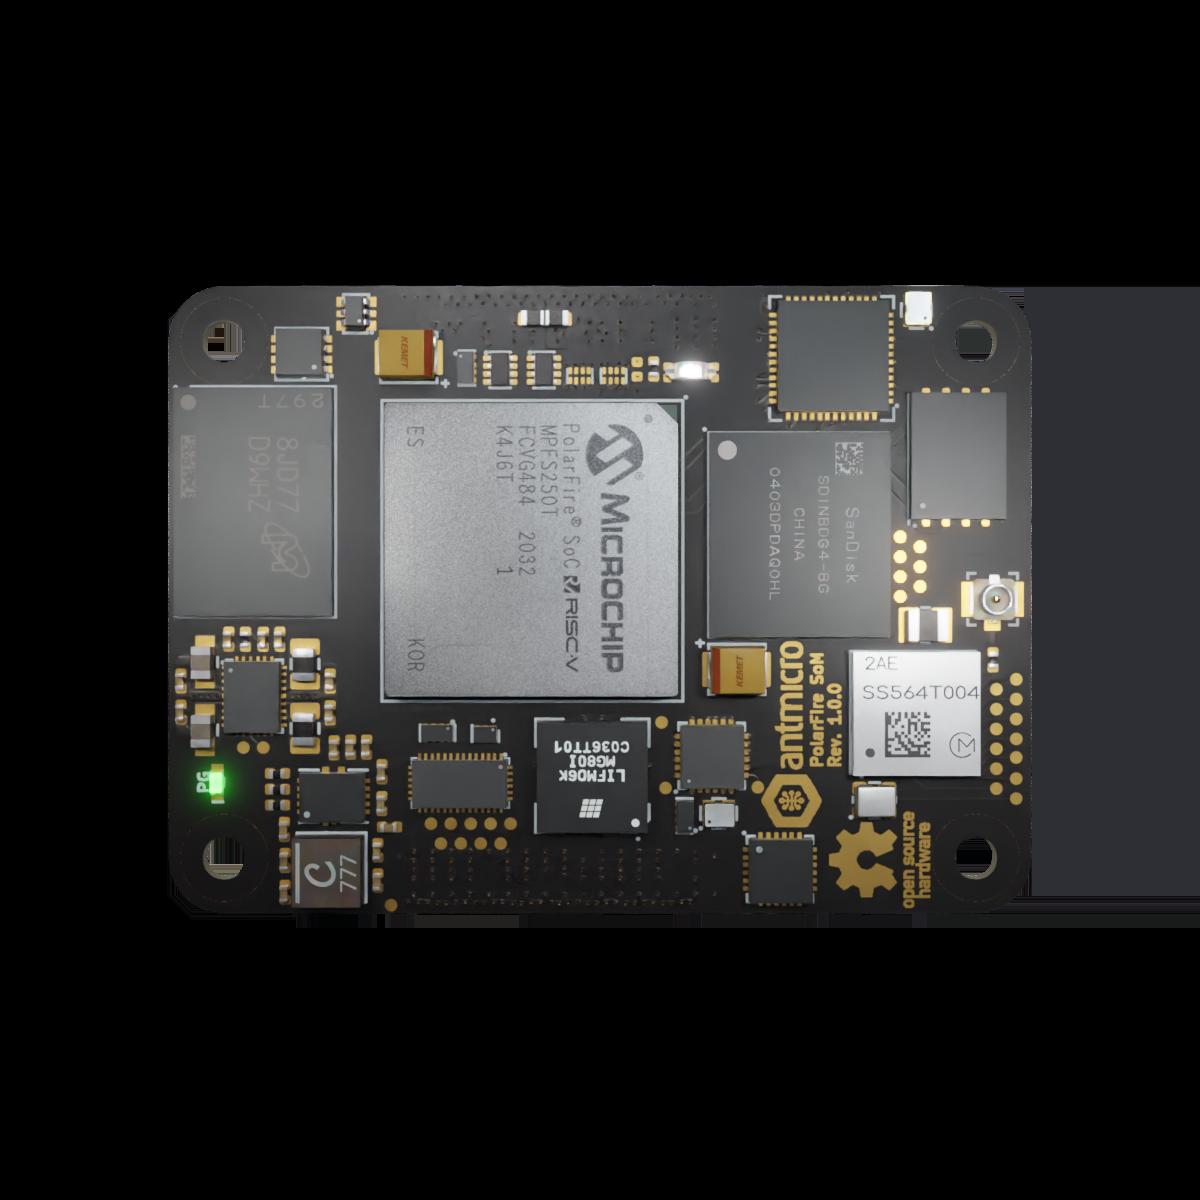 297T
8JD77
D9WHZ
KEMET
MICROCHIP
PolarFire® SoC RISC-V
MPFS250T
FCVG484 2032
K4J6T 1
ES
KOR
SanDisk
SDINBDG4-8G
CHINA
0403DPDAQ0HL
KEMET
antmicro
PolarFire SoM
Rev. 1.0.0
2AE
SS564T004
LIFMD6K
MG80I
C036TT01
PG
C
777
open source
hardware